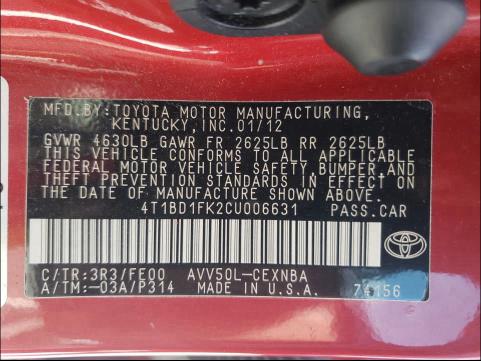 MFD.BY:TOYOTA MOTOR MANUFACTURING,
KENTUCKY,INC.01/12
GVWR 4630LB GAWR FR 2625LB RR 2625LB
THIS VEHICLE CONFORMS TO ALL APPLICABLE
FEDERAL MOTOR VEHICLE SAFETY,BUMPER,AND
THEFT PREVENTION STANDARDS IN EFFECT ON
THE DATE OF MANUFACTURE SHOWN ABOVE.
4T1BD1FK2CU006631 PASS.CAR
C/TR:3R3/FE00 AVV50L-CEXNBA
A/TM:-03A/P314 MADE IN U.S.A. 74156
TOYOTA